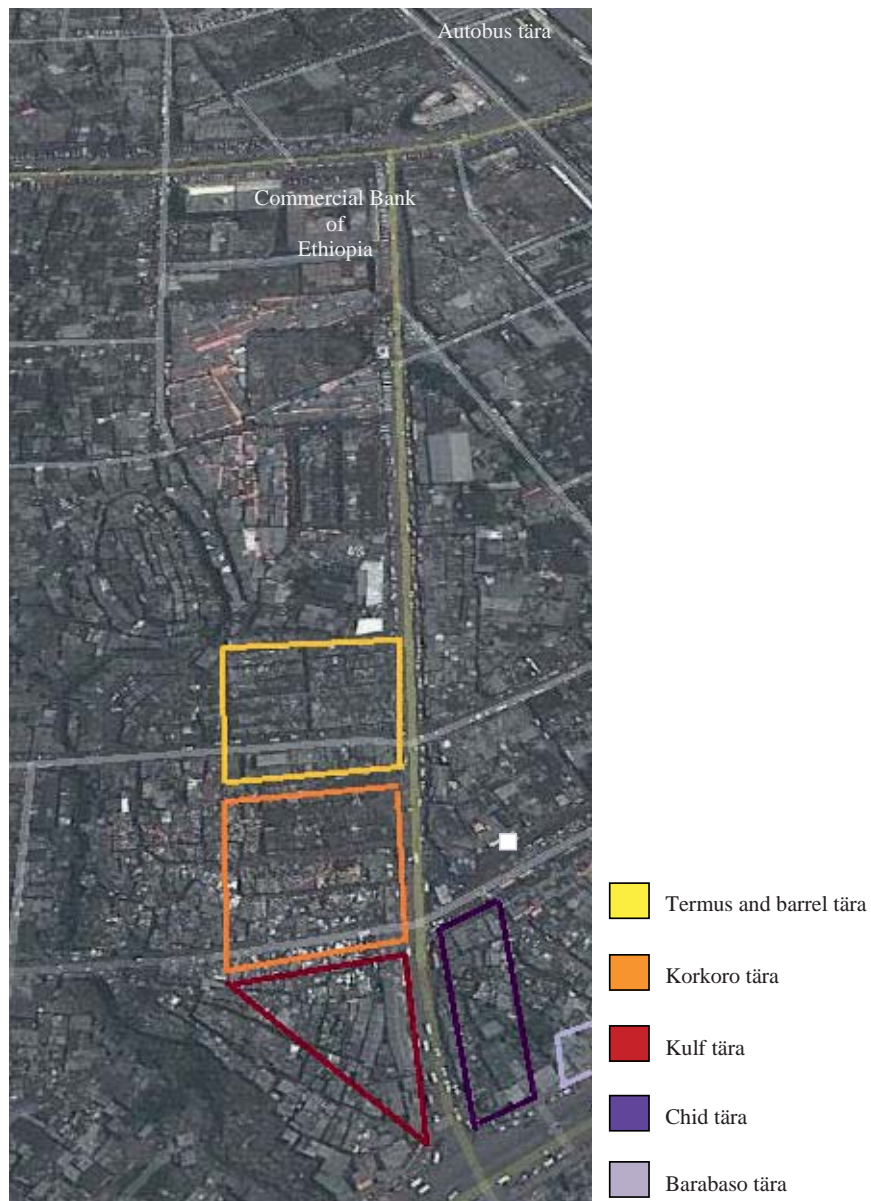 Autobus tära
Commercial Bank
of
Ethiopia
Termus and barrel tära
Korkoro tära
Kulf tära
Chid tära
Barabaso tära